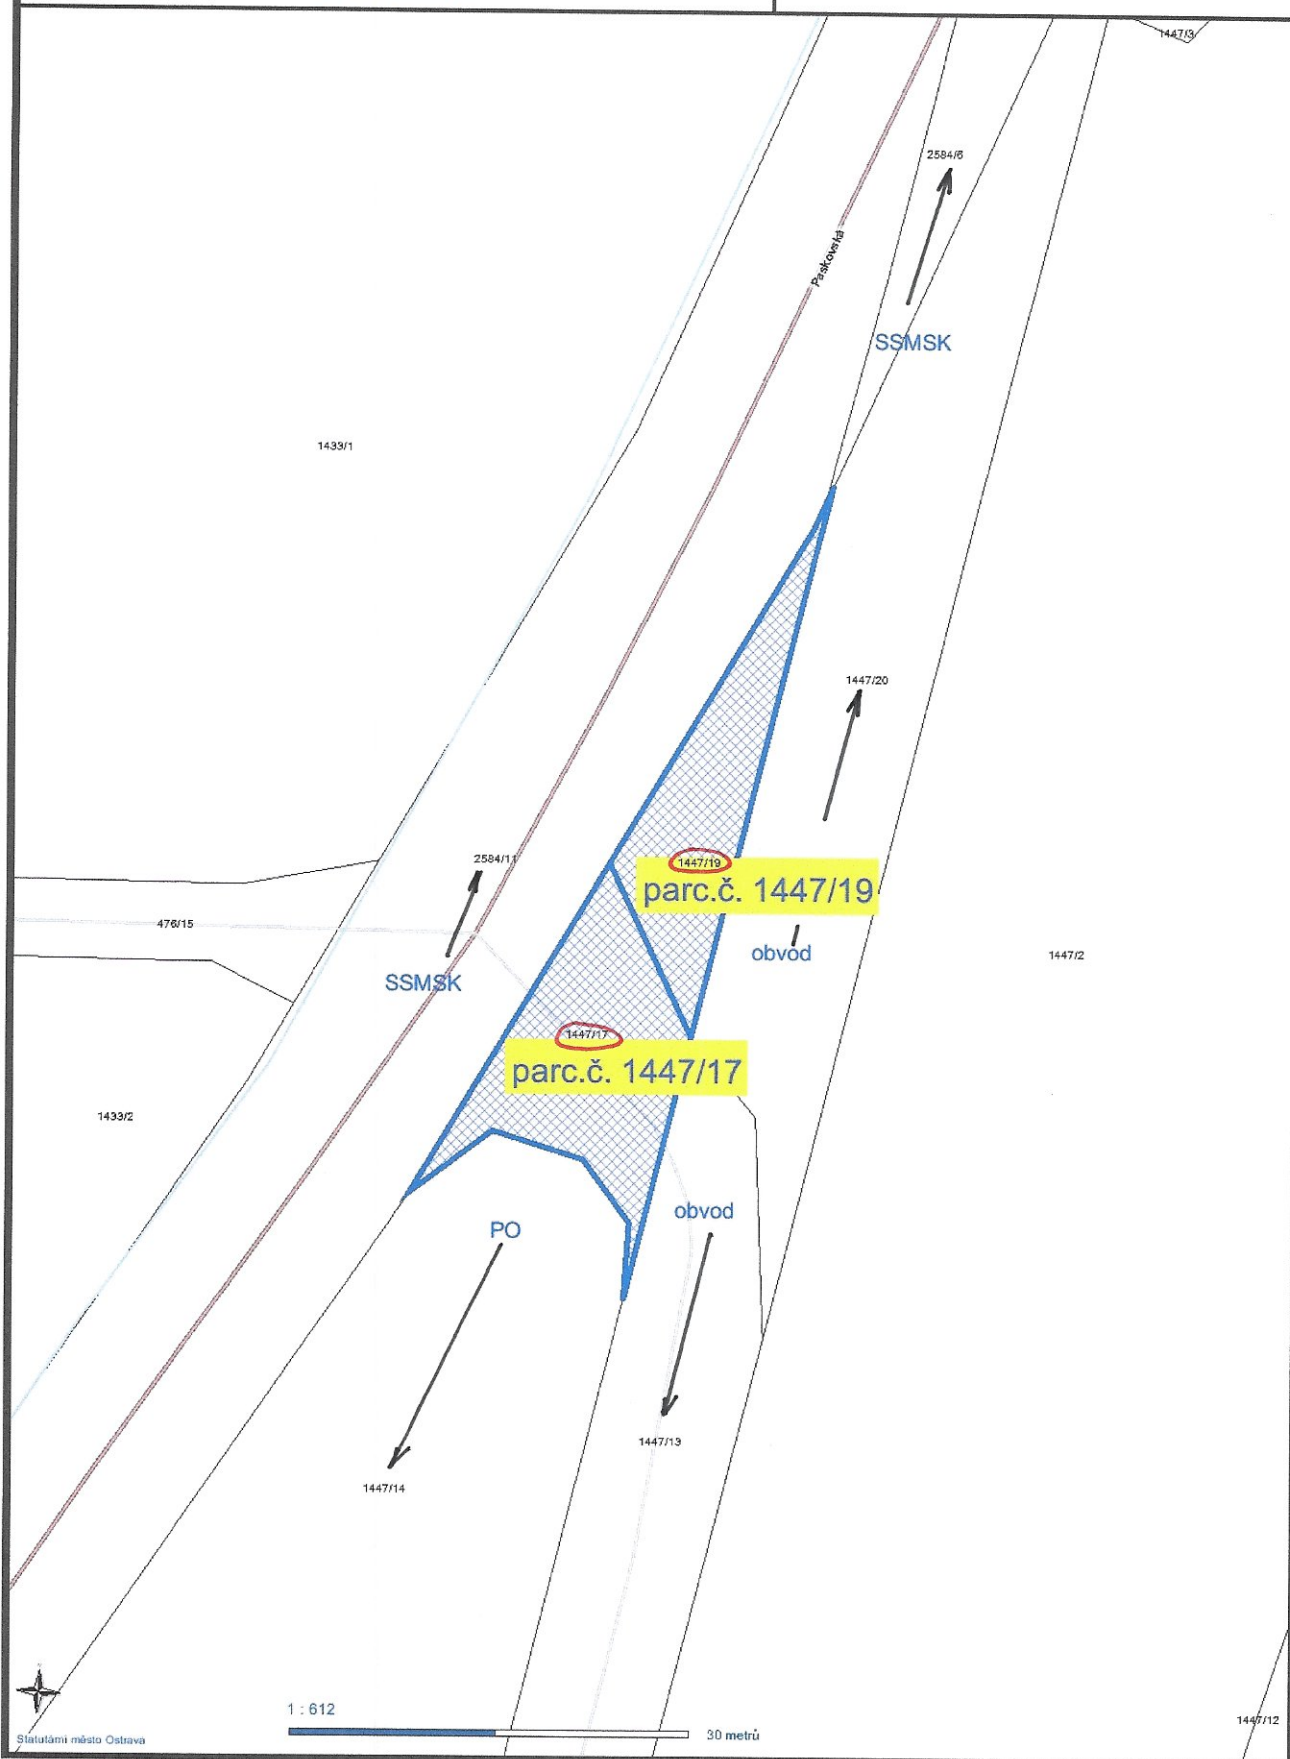 1447/3
2584/6
Paskovská
SSMSK
1433/1
1447/20
2584/11
1447/19
parc.č. 1447/19
476/15
obvod
1447/2
SSMSK
1447/17
parc.č. 1447/17
1433/2
obvod
PO
1447/13
1447/14
1 : 612
30 metrů
1447/12
Statutární město Ostrava